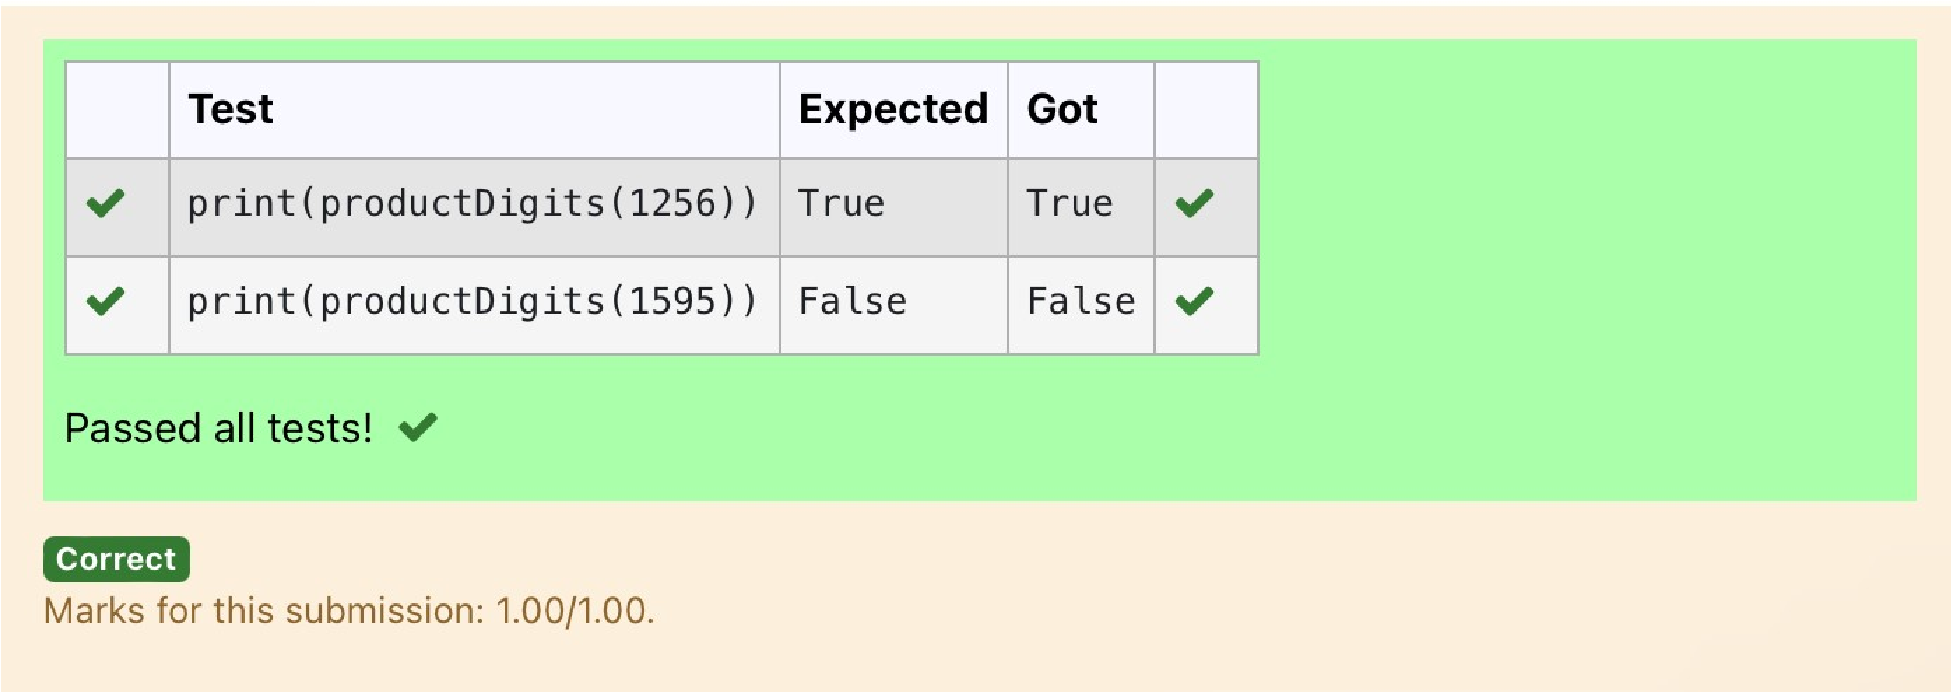 Test Expected Got
print(productDigits(1256)) True True
print(productDigits(1595)) False False
Passed all tests!
Correct
Marks for this submission: 1.00/1.00.